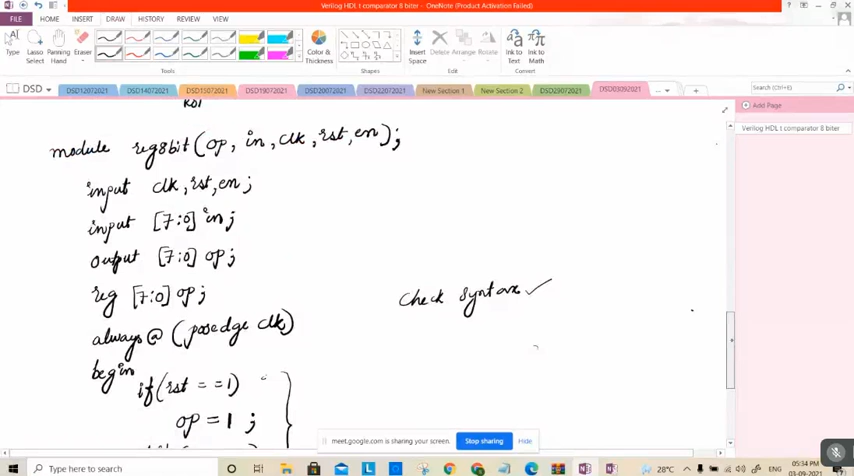 Verilog HDL t comparator 8 biter - OneNote (Product Activation Failed)
FILE HOME INSERT DRAW HISTORY REVIEW VIEW
Type Lasso Select Panning Hand Eraser Color & Thickness Insert Space Delete Arrange Ink to Text Ink to Math
Tools Shapes Edit Convert
DSD DSD12072021 DSD14072021 DSD15072021 DSD19072021 DSD20722021 DSD22072021 New Section 1 New Section 2 DSD29072021 DSD03092021 Search (Ctrl+E)
Add Page
Verilog HDL t comparator 8 biter
module reg8bit(op, in, clk, rst, en);
input clk, rst, en;
input [7:0] in;
output [7:0] op;
reg [7:0] op;
Check Syntax ✓
always@ (posedge clk)
begin
if(rst == 1)
op = 1 ;
meet.google.com is sharing your screen. Stop sharing Hide
Type here to search
28°C
ENG
05:34 PM
03-09-2021